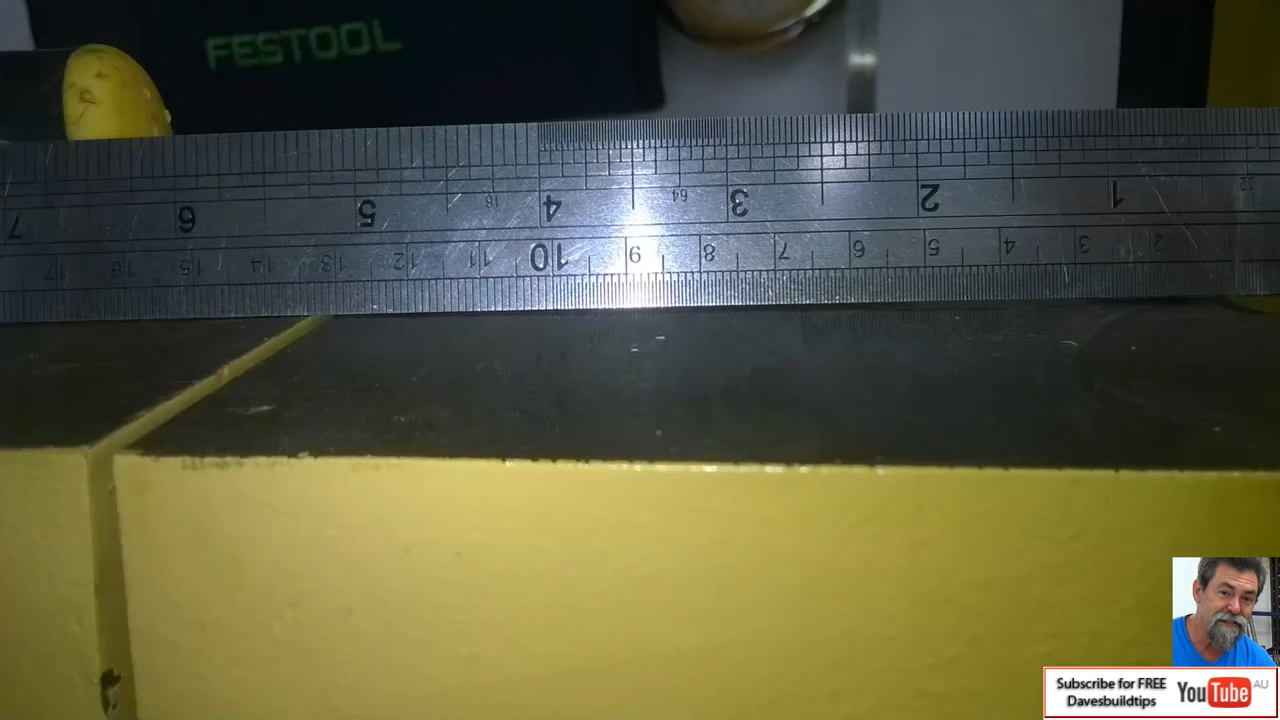 FESTOOL
7 6 5 16 4 64 3 2 1 32
17 16 15 14 13 12 11 10 9 8 7 6 5 4 3 2 1
Subscribe for FREE
Davesbuildtips
YouTube AU